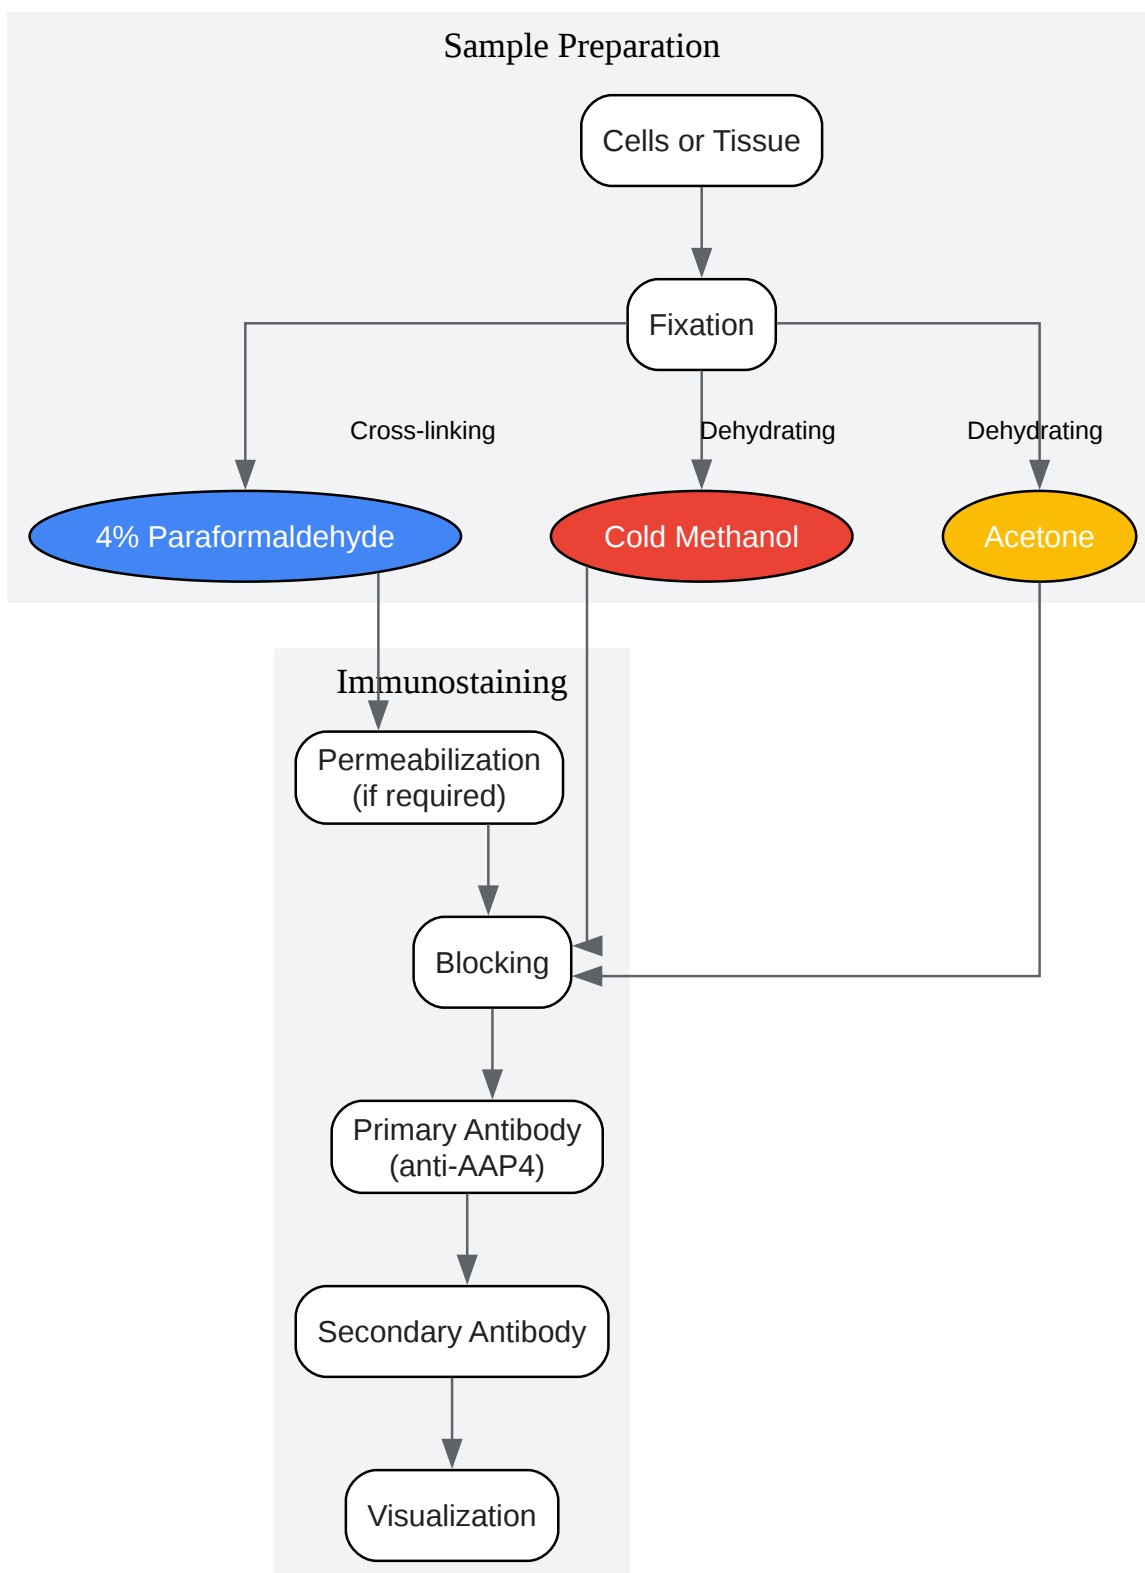 Sample Preparation
Cells or Tissue
Fixation
Cross-linking
Dehydrating
Dehydrating
4% Paraformaldehyde
Cold Methanol
Acetone
Immunostaining
Permeabilization
(if required)
Blocking
Primary Antibody
(anti-AAP4)
Secondary Antibody
Visualization